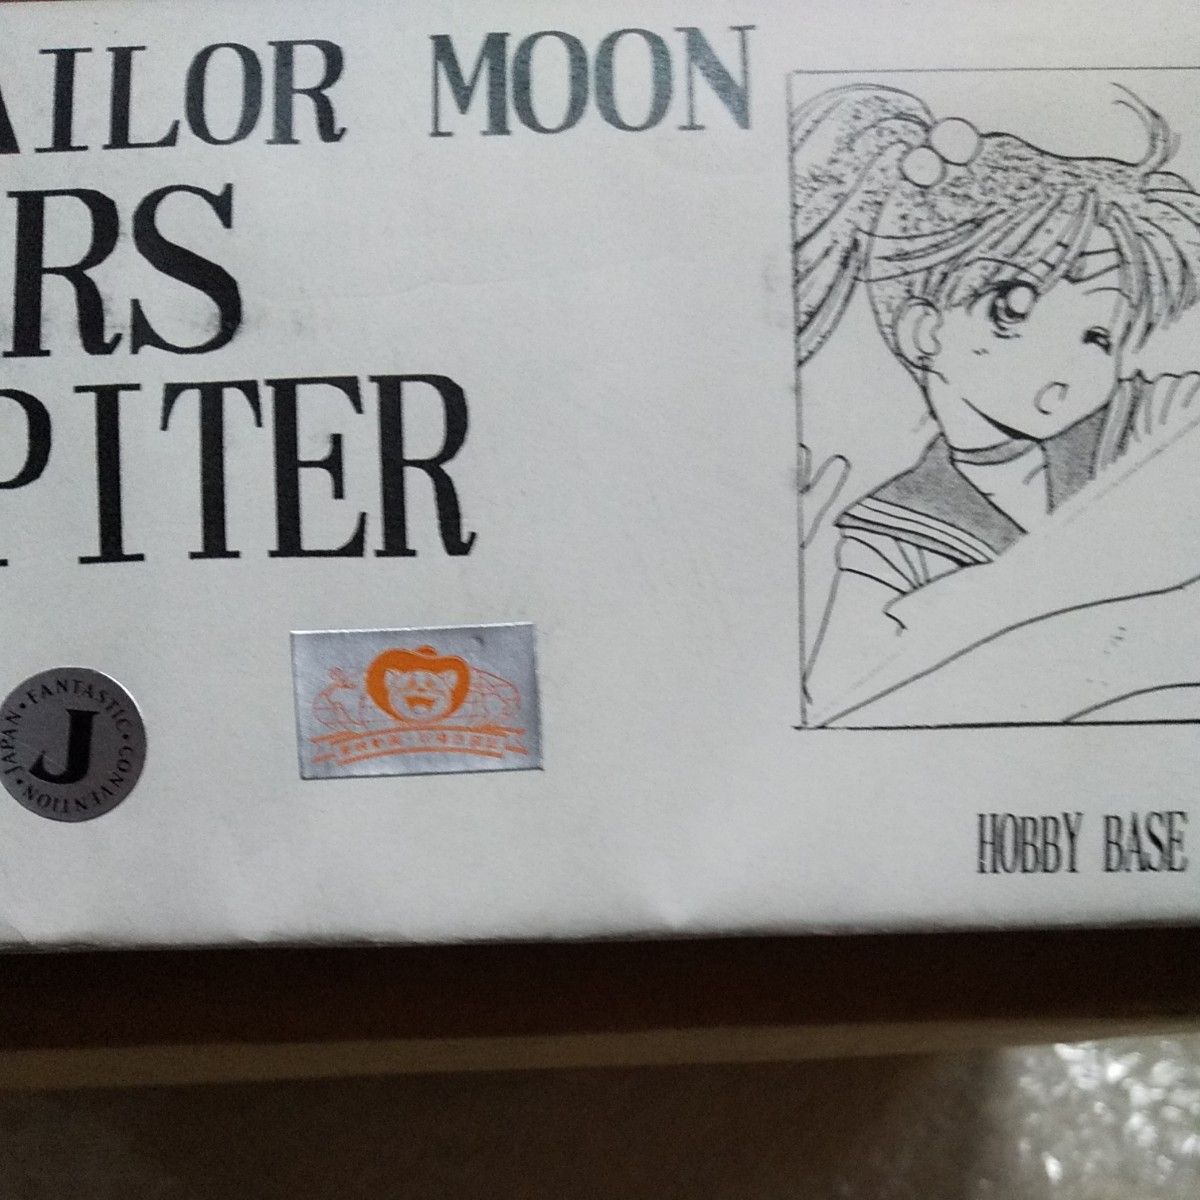 AILOR MOON
RS
PITER
JAPAN・FANTASTIC・CONVENTION・
J
HOBBY BASE